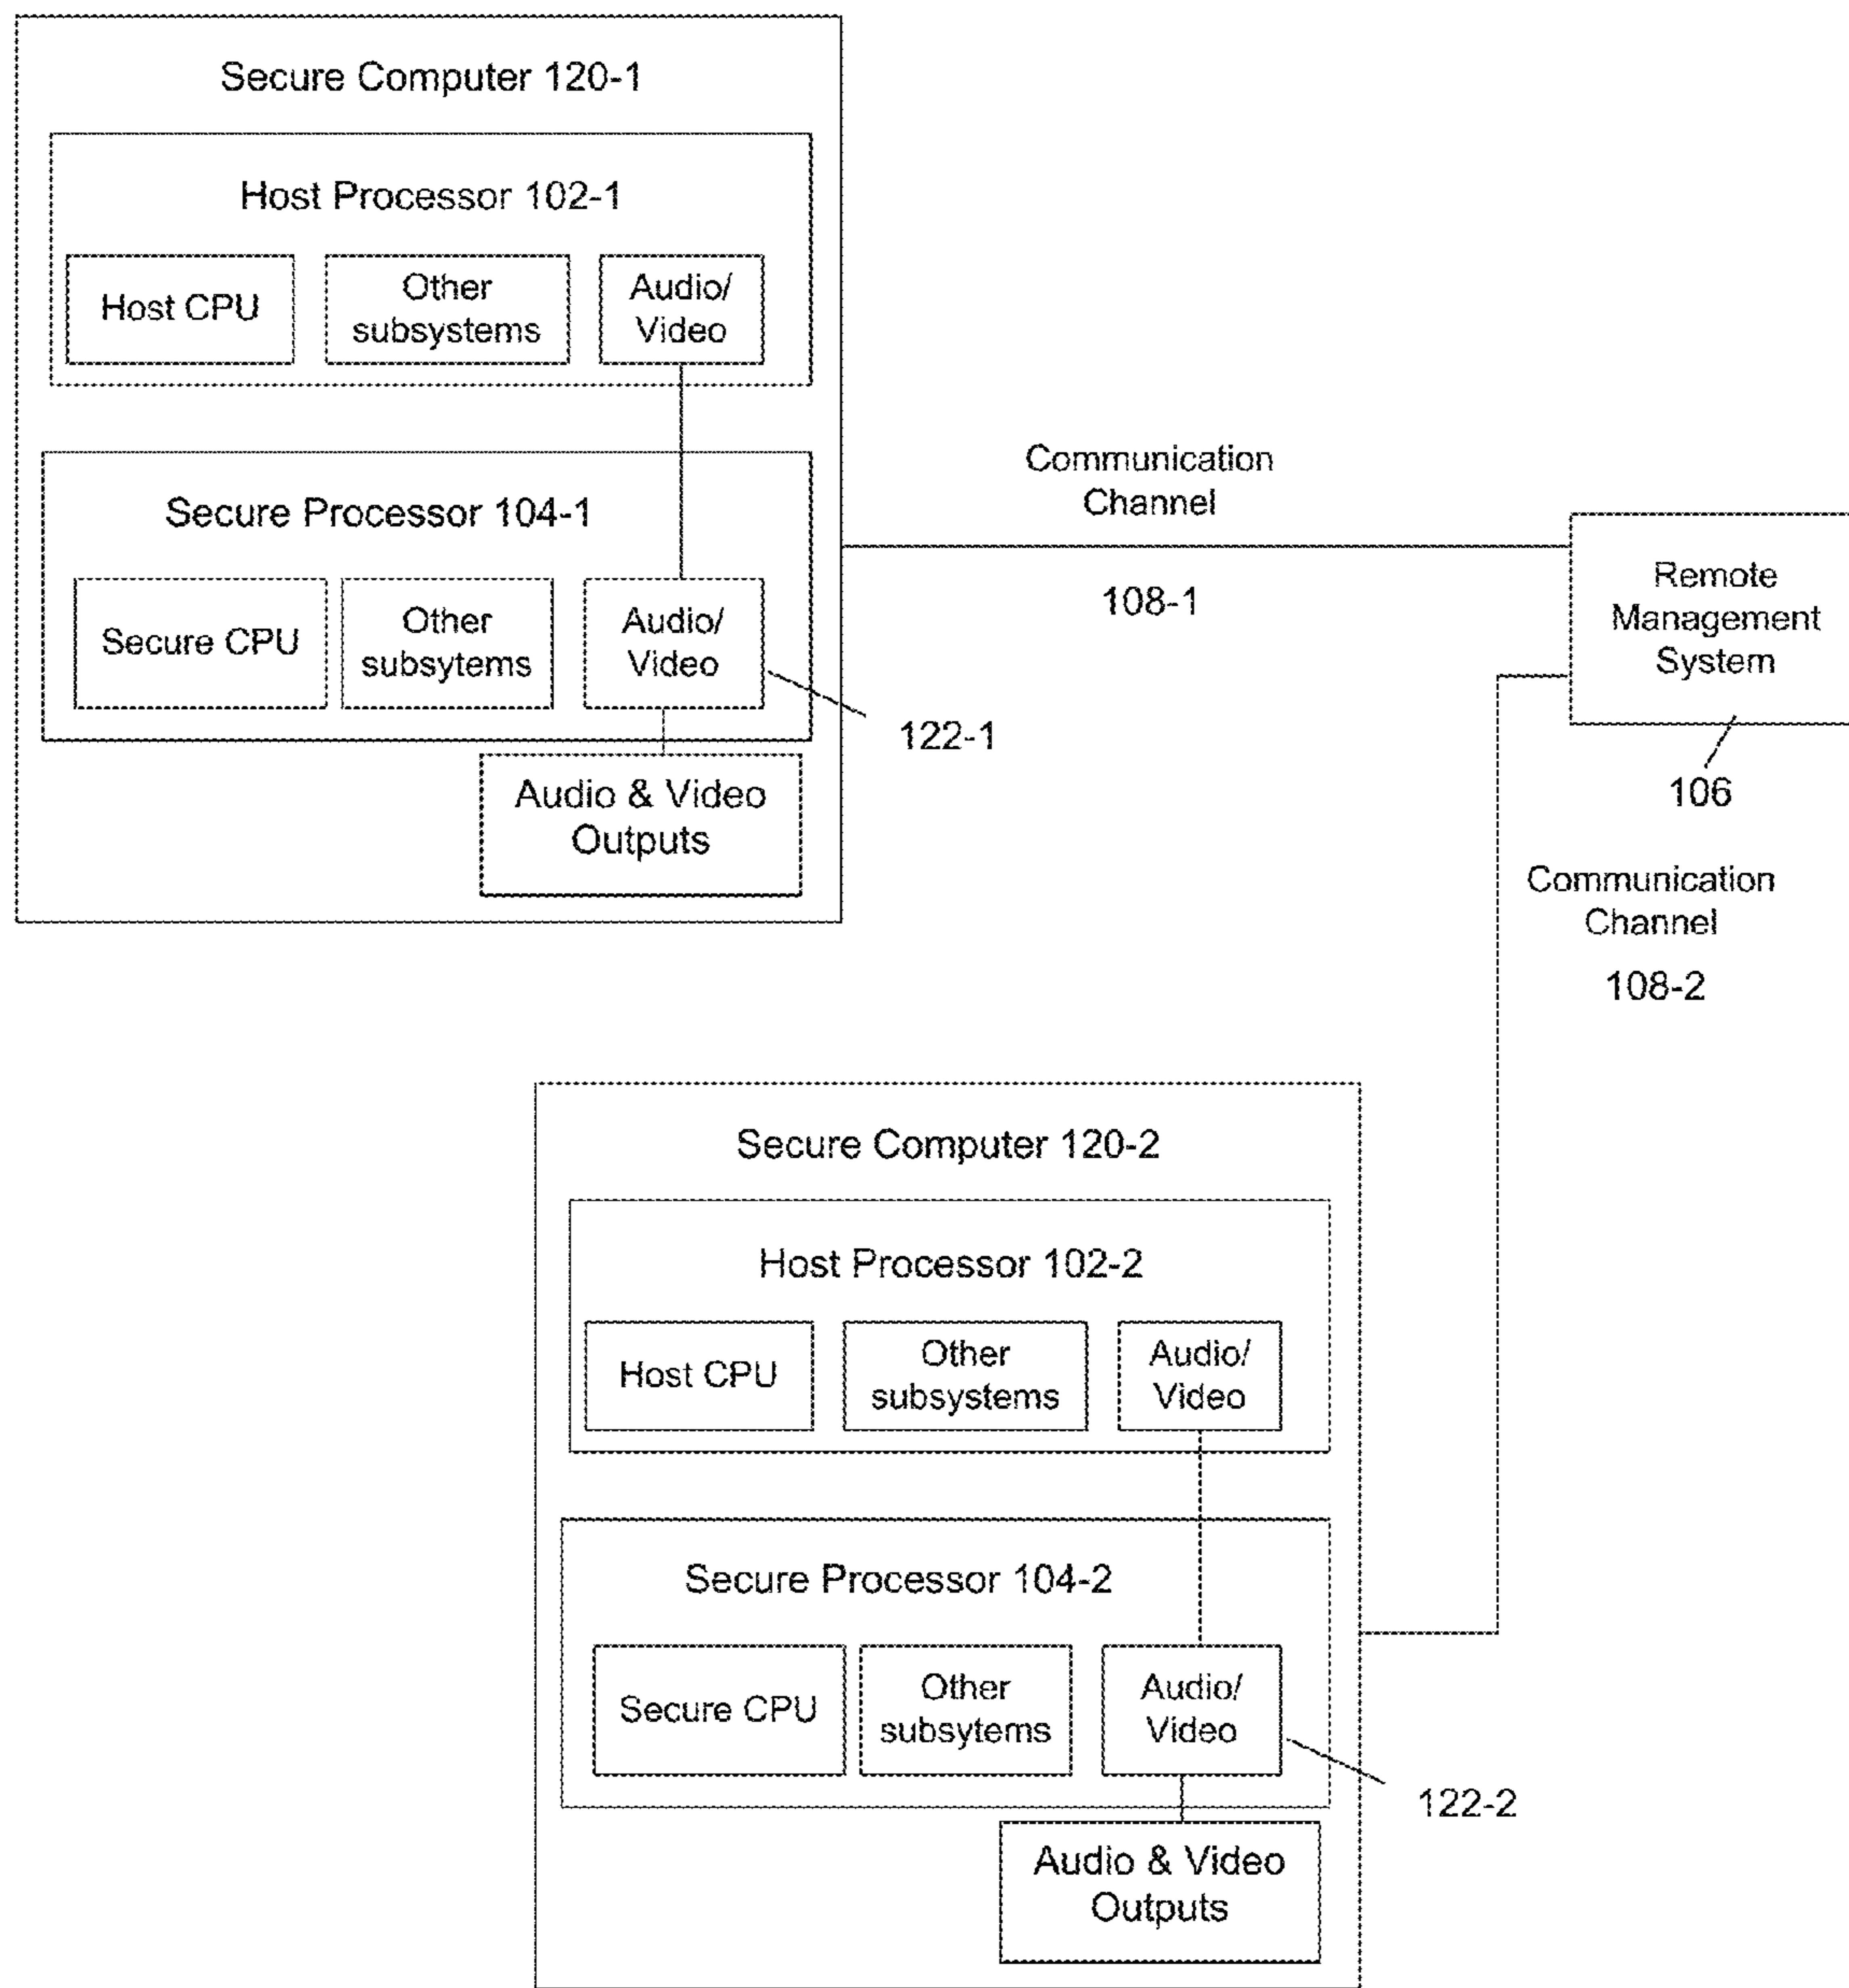 Secure Computer 120-1
Host Processor 102-1
Host CPU
Other
subsystems
Audio/
Video
Secure Processor 104-1
Secure CPU
Other
subsytems
Audio/
Video
122-1
Audio & Video
Outputs
Communication
Channel
108-1
Remote
Management
System
106
Communication
Channel
108-2
Secure Computer 120-2
Host Processor 102-2
Host CPU
Other
subsystems
Audio/
Video
Secure Processor 104-2
Secure CPU
Other
subsytems
Audio/
Video
122-2
Audio & Video
Outputs